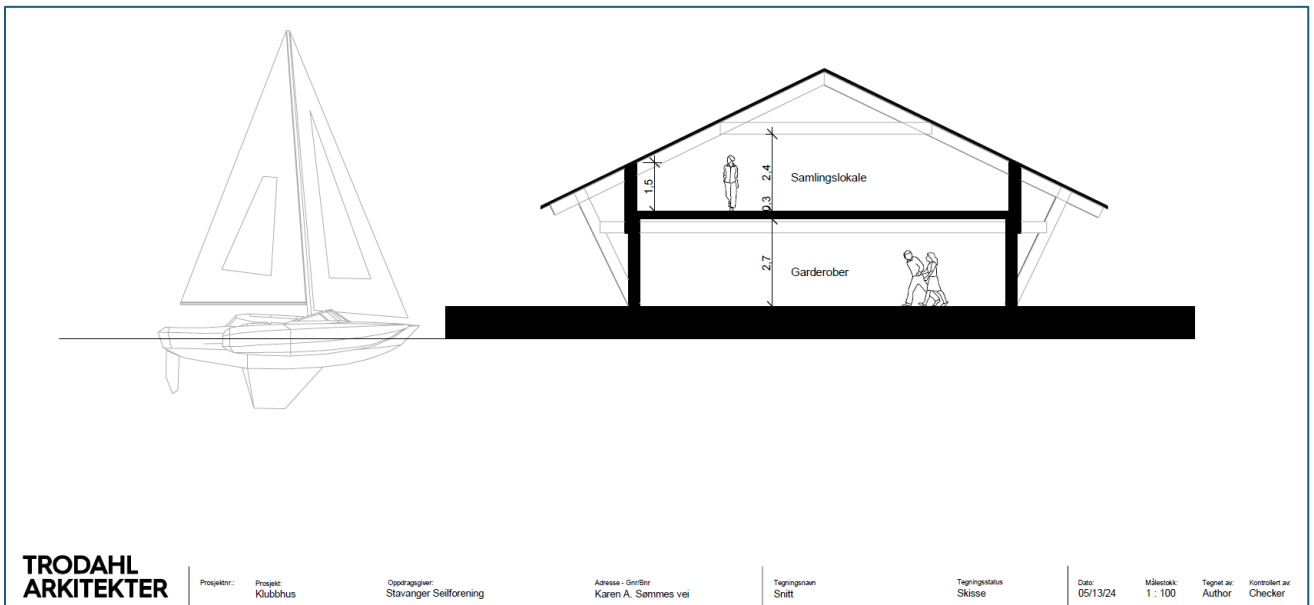 1,5
2,4
Samlingslokale
0,3
2,7
Garderober
TRODAHL
ARKITEKTER
Prosjektnr.:
Prosjekt:
Klubbhus
Oppdragsgiver:
Stavanger Seilforening
Adresse - Gnr/Bnr
Karen A. Sømmes vei
Tegningsnavn
Snitt
Tegningsstatus
Skisse
Dato:
05/13/24
Målestokk:
1 : 100
Tegnet av:
Author
Kontrollert av:
Checker